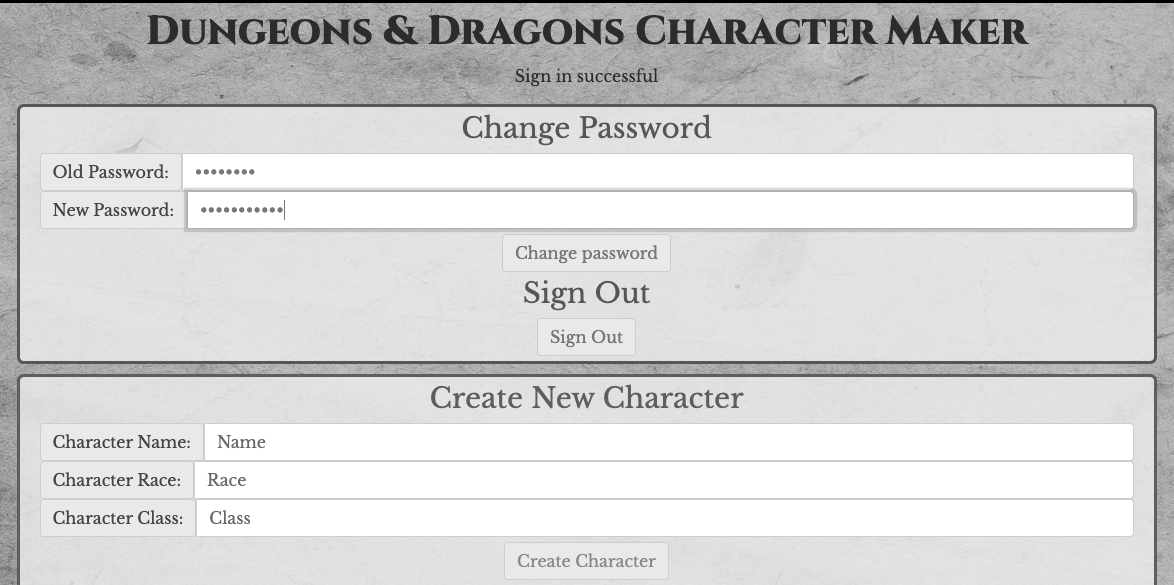 Dungeons & Dragons Character Maker
Sign in successful
Change Password
Old Password: ••••••••
New Password: •••••••••••
Change password
Sign Out
Sign Out
Create New Character
Character Name: Name
Character Race: Race
Character Class: Class
Create Character